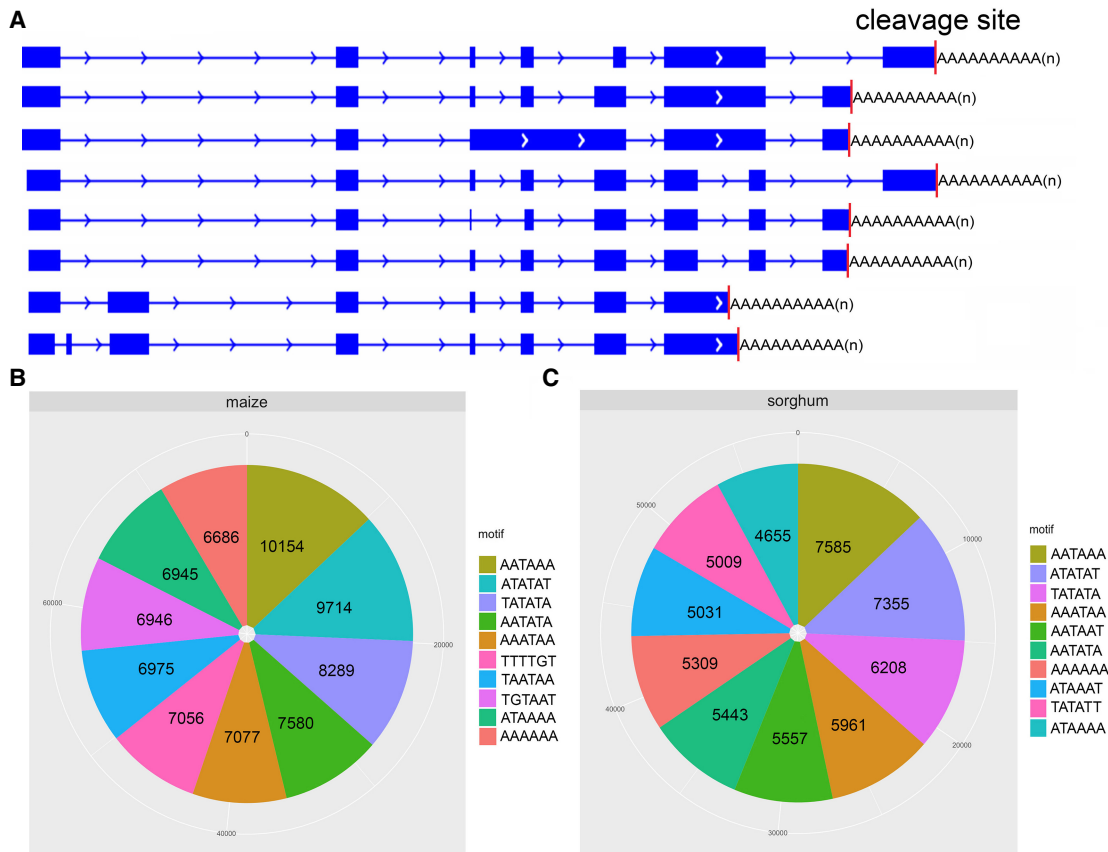 A
cleavage site
AAAAAAAAAA(n)
AAAAAAAAAA(n)
AAAAAAAAAA(n)
AAAAAAAAAA(n)
AAAAAAAAAA(n)
AAAAAAAAAA(n)
AAAAAAAAAA(n)
AAAAAAAAAA(n)
B
maize
0
20000
40000
60000
10154
9714
8289
7580
7077
7056
6975
6946
6945
6686
motif
AATAAA
ATATAT
TATATA
AATATA
AAATAA
TTTTGT
TAATAA
TGTAAT
ATAAAA
AAAAAA
C
sorghum
0
10000
20000
30000
40000
50000
7585
7355
6208
5961
5557
5443
5309
5031
5009
4655
motif
AATAAA
ATATAT
TATATA
AAATAA
AATAAT
AATATA
AAAAAA
ATAAAT
TATATT
ATAAAA